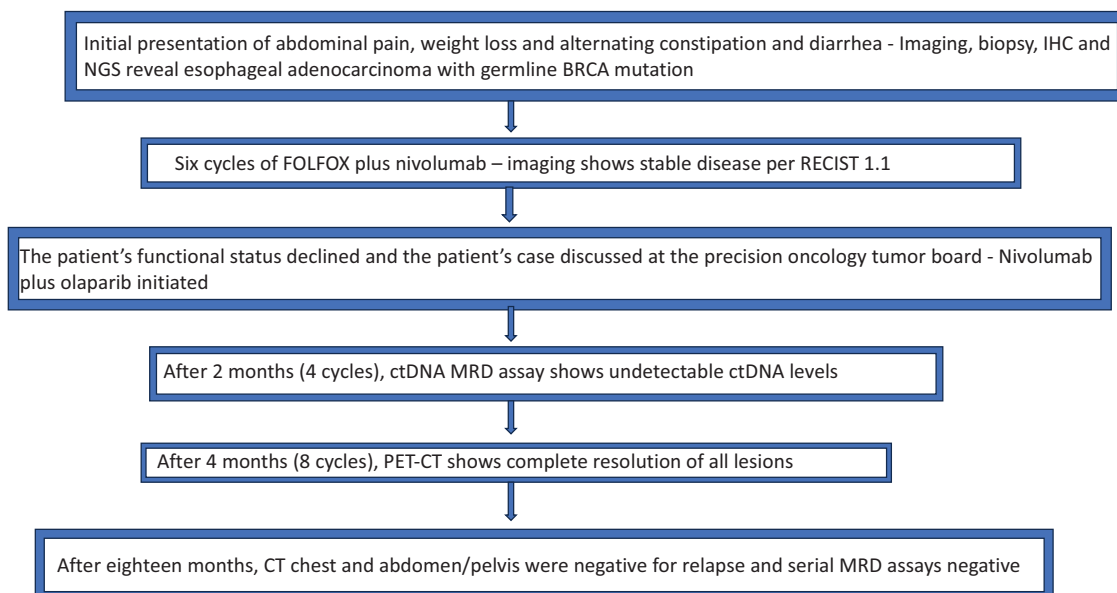 Initial presentation of abdominal pain, weight loss and alternating constipation and diarrhea - Imaging, biopsy, IHC and
NGS reveal esophageal adenocarcinoma with germline BRCA mutation
Six cycles of FOLFOX plus nivolumab – imaging shows stable disease per RECIST 1.1
The patient’s functional status declined and the patient’s case discussed at the precision oncology tumor board - Nivolumab
plus olaparib initiated
After 2 months (4 cycles), ctDNA MRD assay shows undetectable ctDNA levels
After 4 months (8 cycles), PET-CT shows complete resolution of all lesions
After eighteen months, CT chest and abdomen/pelvis were negative for relapse and serial MRD assays negative